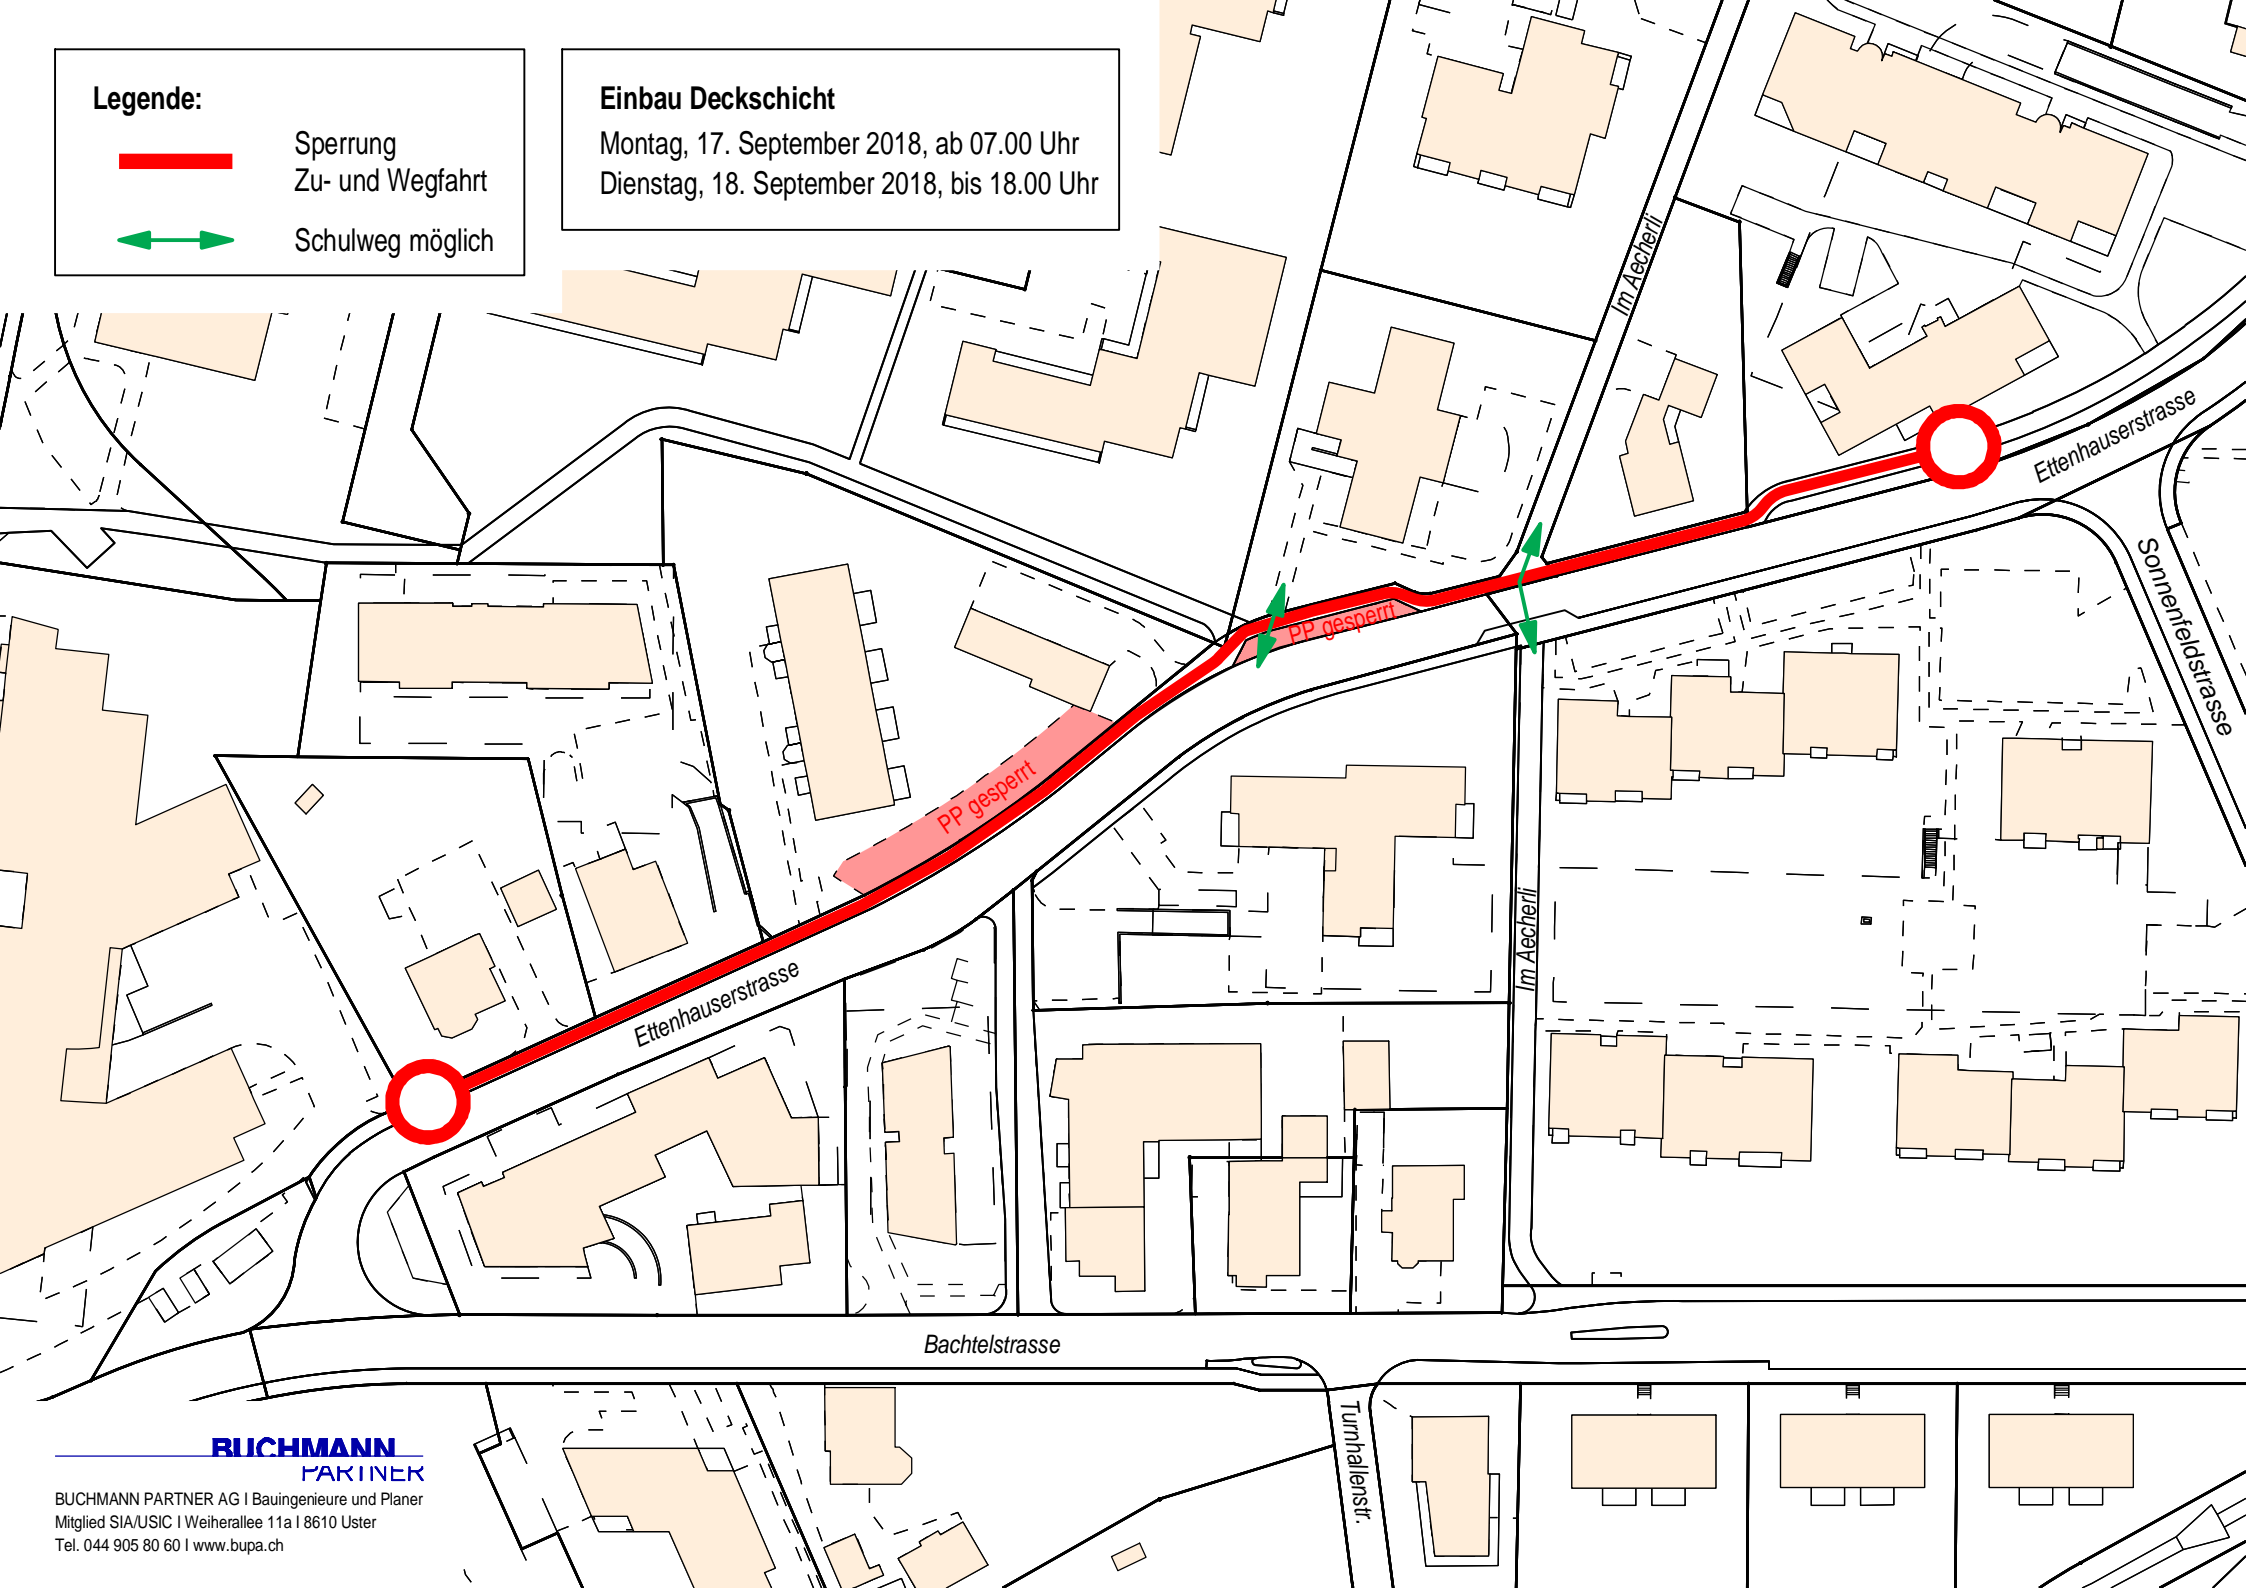 Legende:
Sperrung
Zu- und Wegfahrt
Schulweg möglich
Einbau Deckschicht
Montag, 17. September 2018, ab 07.00 Uhr
Dienstag, 18. September 2018, bis 18.00 Uhr
Im Aecherli
Ettenhauserstrasse
Sonnenfeldstrasse
PP gesperrt
PP gesperrt
Im Aecherli
Ettenhauserstrasse
Bachtelstrasse
Turnhallenstr.
BUCHMANN
PARTNER
BUCHMANN PARTNER AG I Bauingenieure und Planer
Mitglied SIA/USIC I Weiherallee 11a I 8610 Uster
Tel. 044 905 80 60 I www.bupa.ch